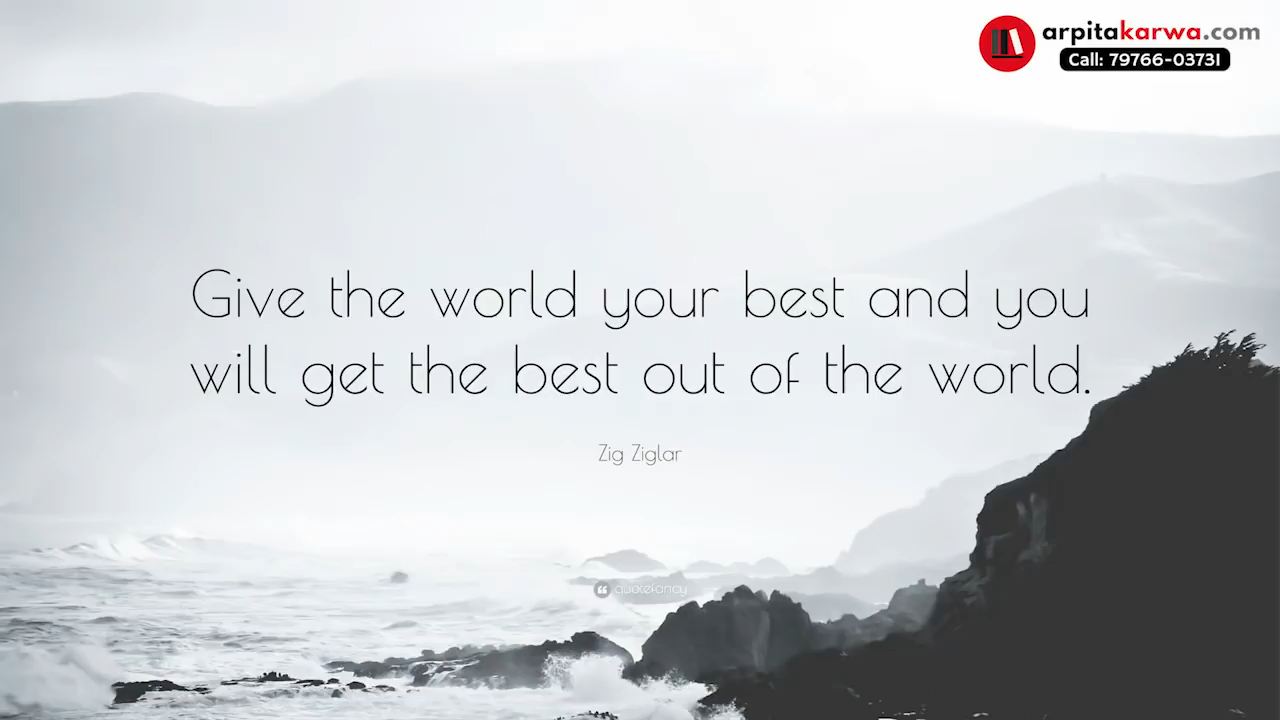 arpitakarwa.com
Call: 79766-03731
Give the world your best and you
will get the best out of the world.
Zig Ziglar
quotefancy